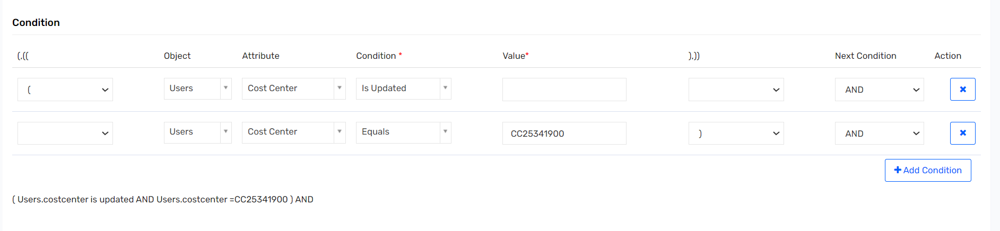 Condition
(,(( Object Attribute Condition * Value* ),)) Next Condition Action
( Users Cost Center Is Updated AND
Users Cost Center Equals CC25341900 ) AND
Add Condition
( Users.costcenter is updated AND Users.costcenter =CC25341900 ) AND